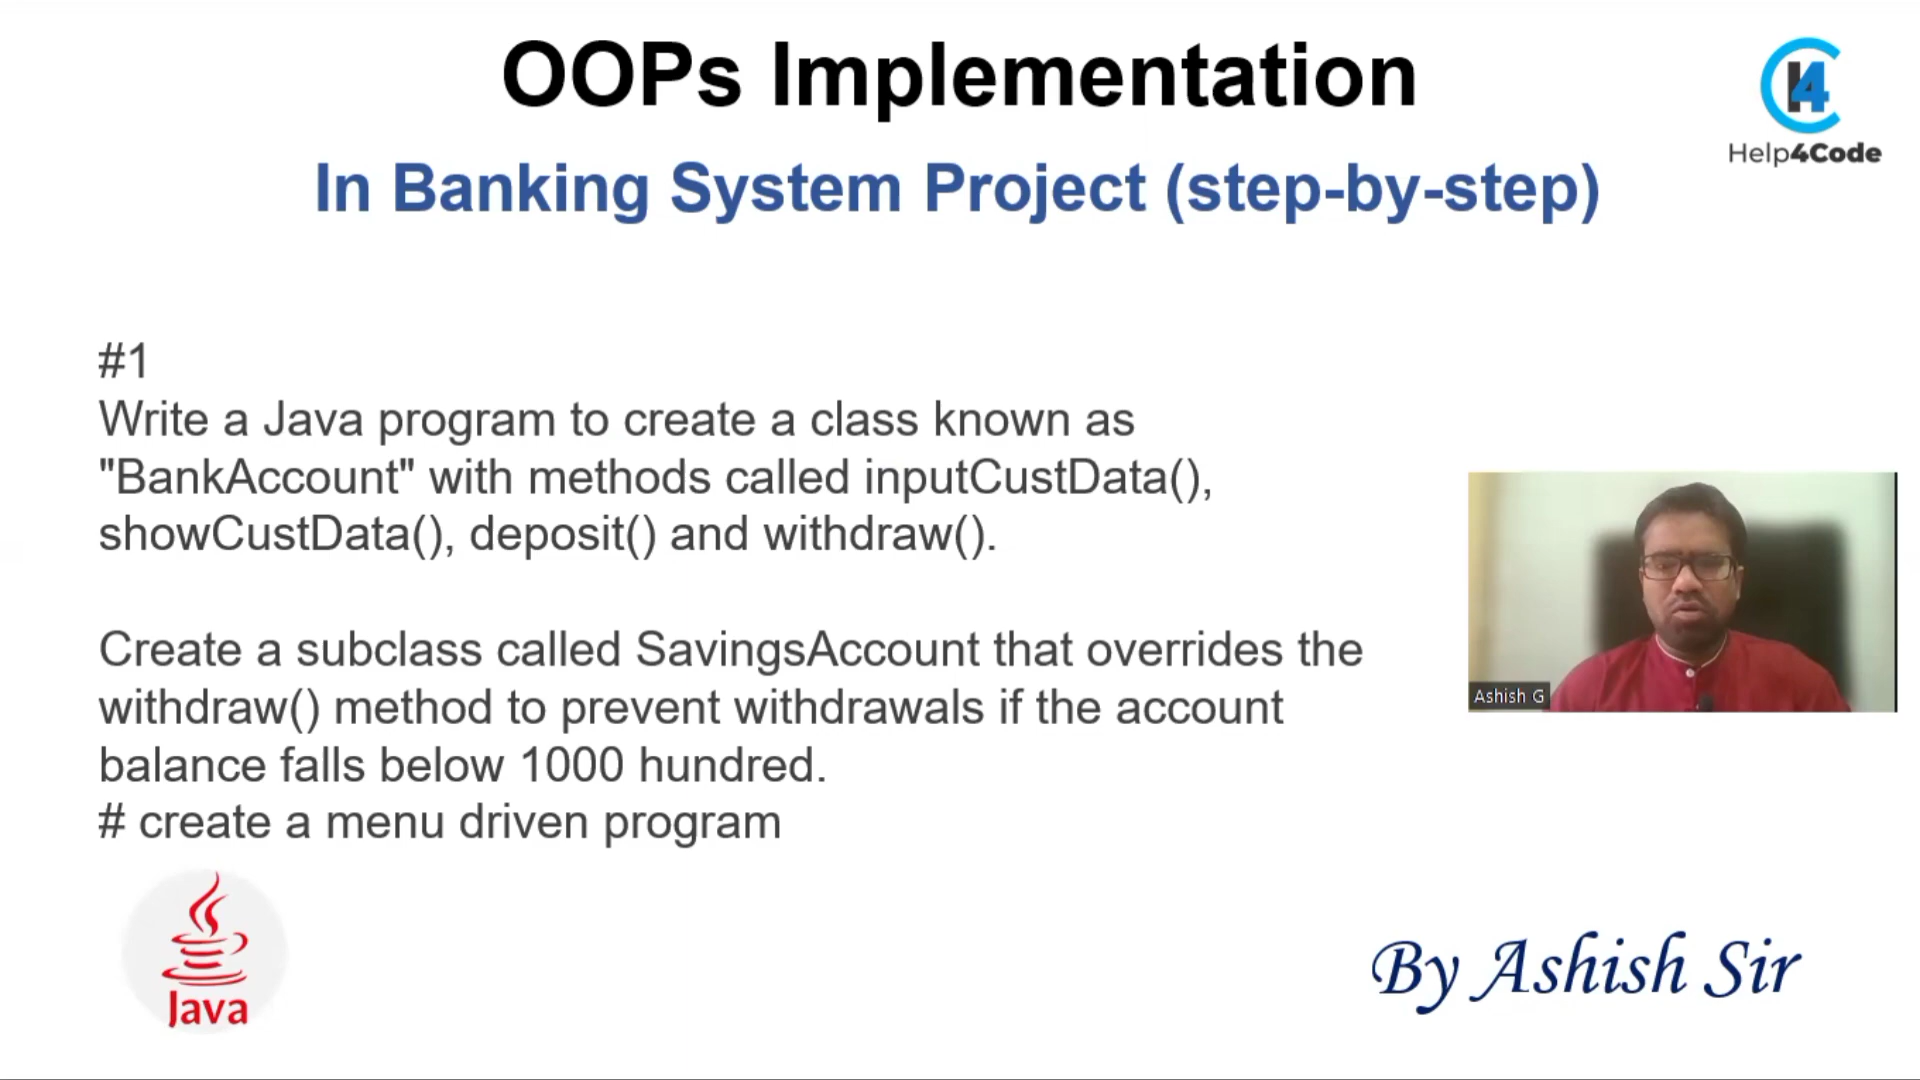 OOPs Implementation
In Banking System Project (step-by-step)
Help4Code
#1
Write a Java program to create a class known as
"BankAccount" with methods called inputCustData(),
showCustData(), deposit() and withdraw().
Create a subclass called SavingsAccount that overrides the
withdraw() method to prevent withdrawals if the account
balance falls below 1000 hundred.
# create a menu driven program
Ashish G
Java
By Ashish Sir